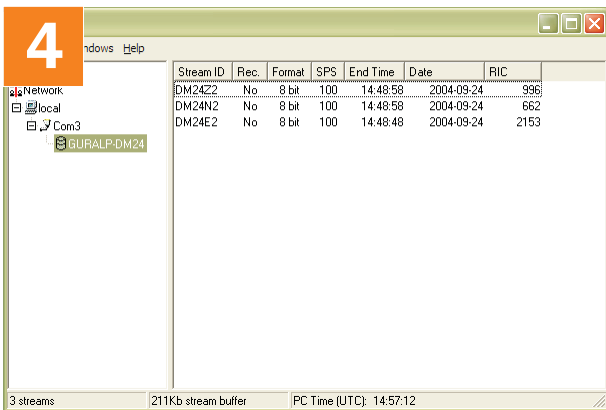 4
ndows Help
Network
local
Com3
GURALP-DM24
Stream ID Rec. Format SPS End Time Date RIC
DM24Z2 No 8 bit 100 14:48:58 2004-09-24 996
DM24N2 No 8 bit 100 14:48:58 2004-09-24 662
DM24E2 No 8 bit 100 14:48:48 2004-09-24 2153
3 streams 211Kb stream buffer PC Time (UTC): 14:57:12